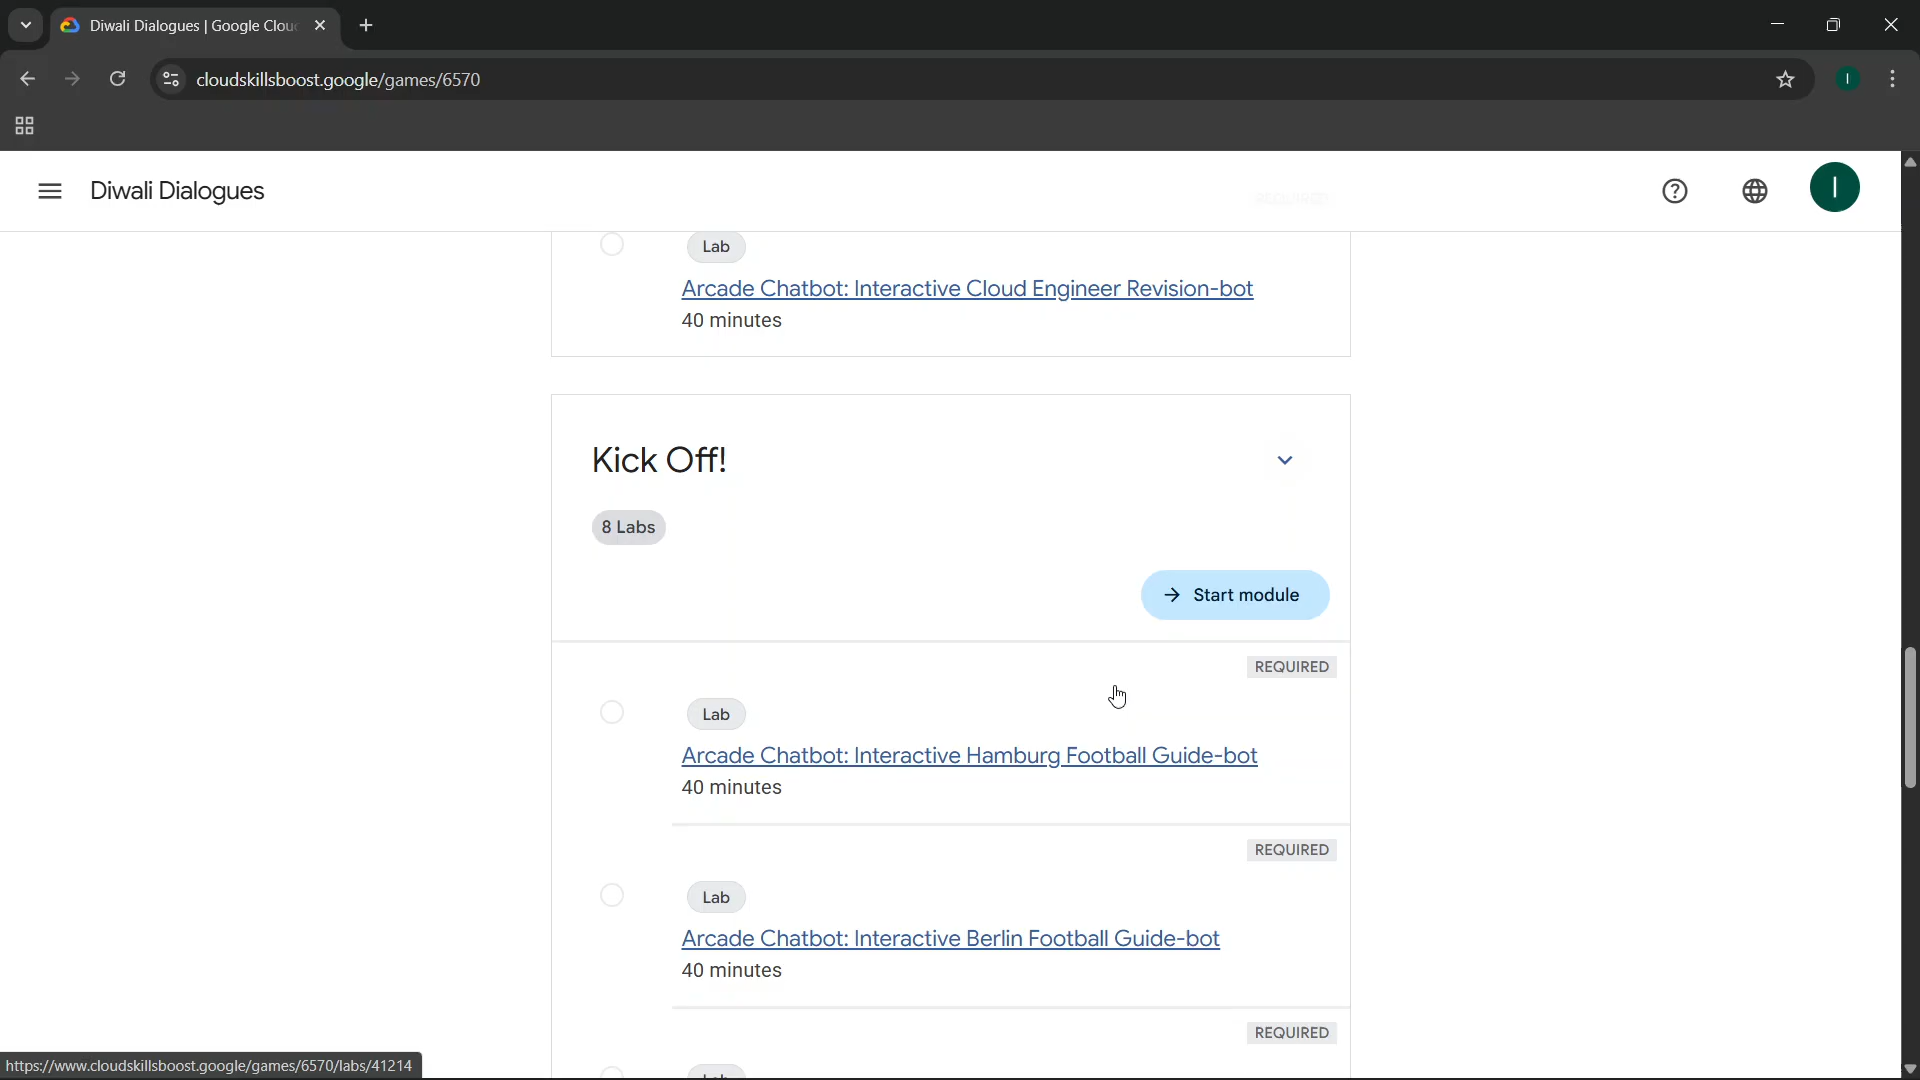 Diwali Dialogues | Google Clou
cloudskillsboost.google/games/6570
I
Diwali Dialogues
REQUIRED
I
Lab
Arcade Chatbot: Interactive Cloud Engineer Revision-bot
40 minutes
Kick Off!
8 Labs
Start module
REQUIRED
Lab
Arcade Chatbot: Interactive Hamburg Football Guide-bot
40 minutes
REQUIRED
Lab
Arcade Chatbot: Interactive Berlin Football Guide-bot
40 minutes
REQUIRED
Lab
https://www.cloudskillsboost.google/games/6570/labs/41214